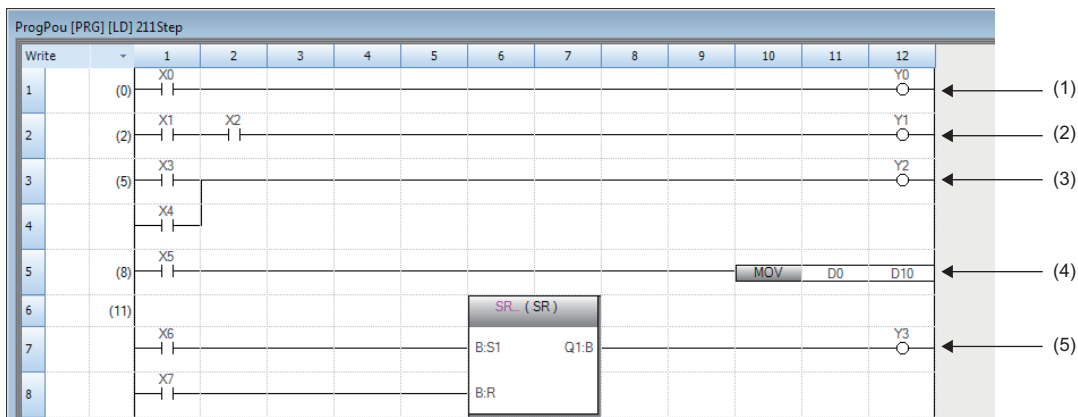 ProgPou [PRG] [LD] 211Step
Write 1 2 3 4 5 6 7 8 9 10 11 12
X0 Y0
1 (0) (1)
X1 X2 Y1
2 (2) (2)
X3 Y2
3 (5) (3)
X4
4
X5
5 (8) MOV D0 D10 (4)
6 (11) SR_ ( SR )
X6 Y3
7 B:S1 Q1:B (5)
X7
8 B:R